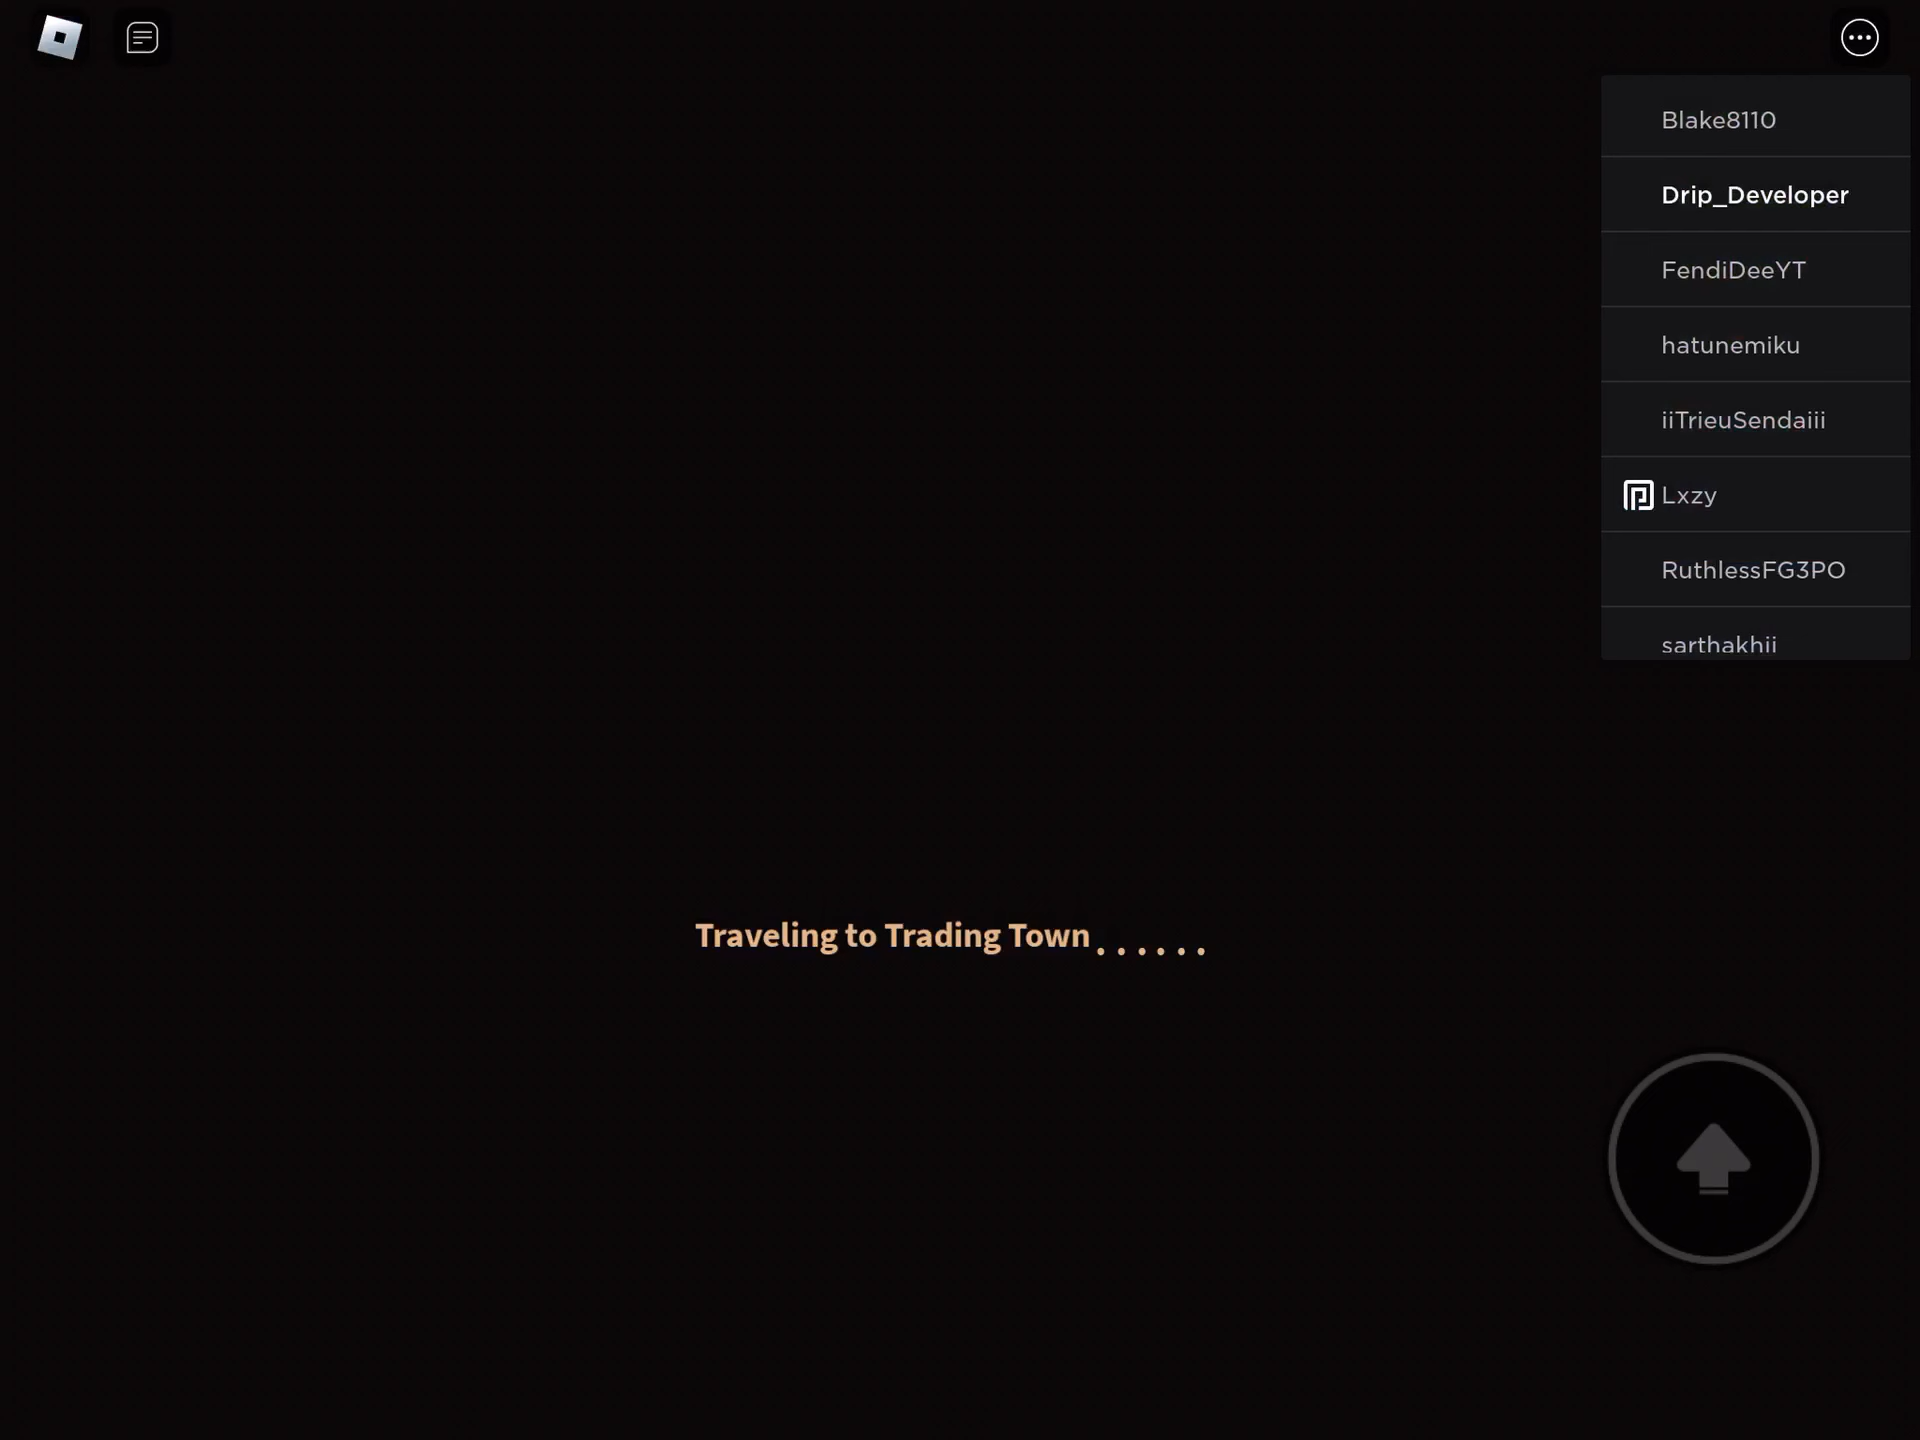 Blake8110
Drip_Developer
FendiDeeYT
hatunemiku
iiTrieuSendaiii
Lxzy
RuthlessFG3PO
sarthakhii
Traveling to Trading Town......